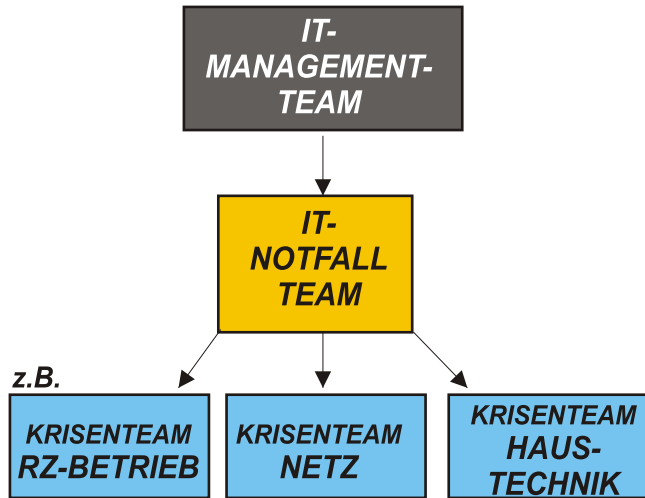 IT-
MANAGEMENT-
TEAM
IT-
NOTFALL
TEAM
z.B.
KRISENTEAM
RZ-BETRIEB
KRISENTEAM
NETZ
KRISENTEAM
HAUS-
TECHNIK